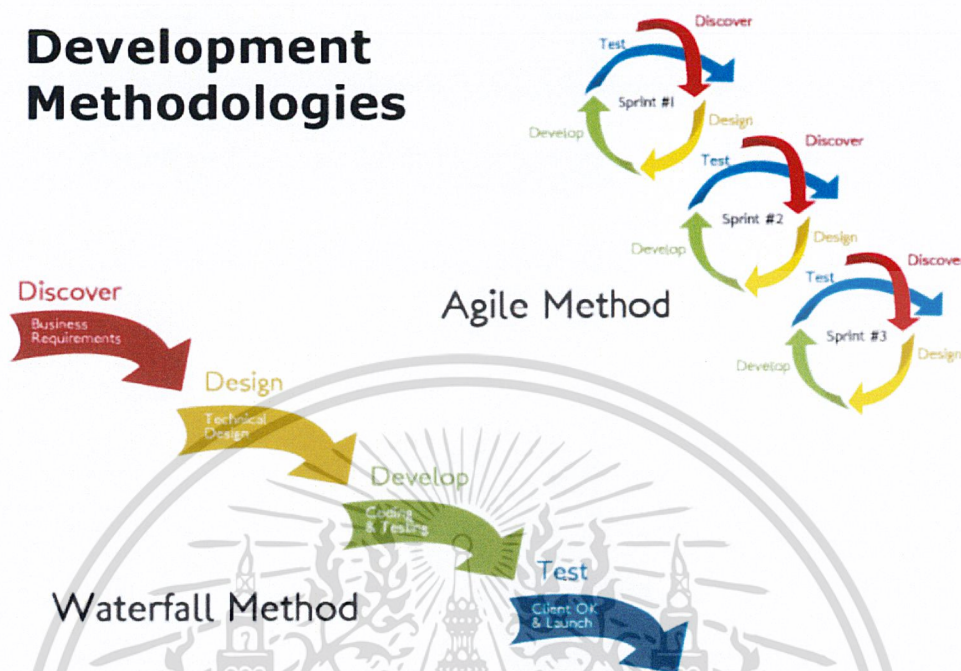 Development
Methodologies
Discover
Test
Sprint #1
Design
Develop
Discover
Test
Sprint #2
Design
Develop
Discover
Test
Sprint #3
Design
Develop
Agile Method
Discover
Business
Requirements
Design
Technical
Design
Develop
Coding
& Testing
Test
Client OK
& Launch
Waterfall Method